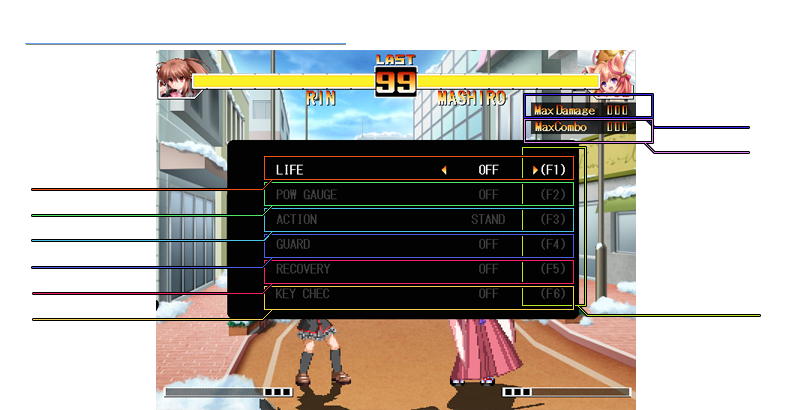 LAST
99
RIN MASHIRO
MaxDamage 000
MaxCombo 000
LIFE OFF (F1)
POW GAUGE OFF (F2)
ACTION STAND (F3)
GUARD OFF (F4)
RECOVERY OFF (F5)
KEY CHEC OFF (F6)